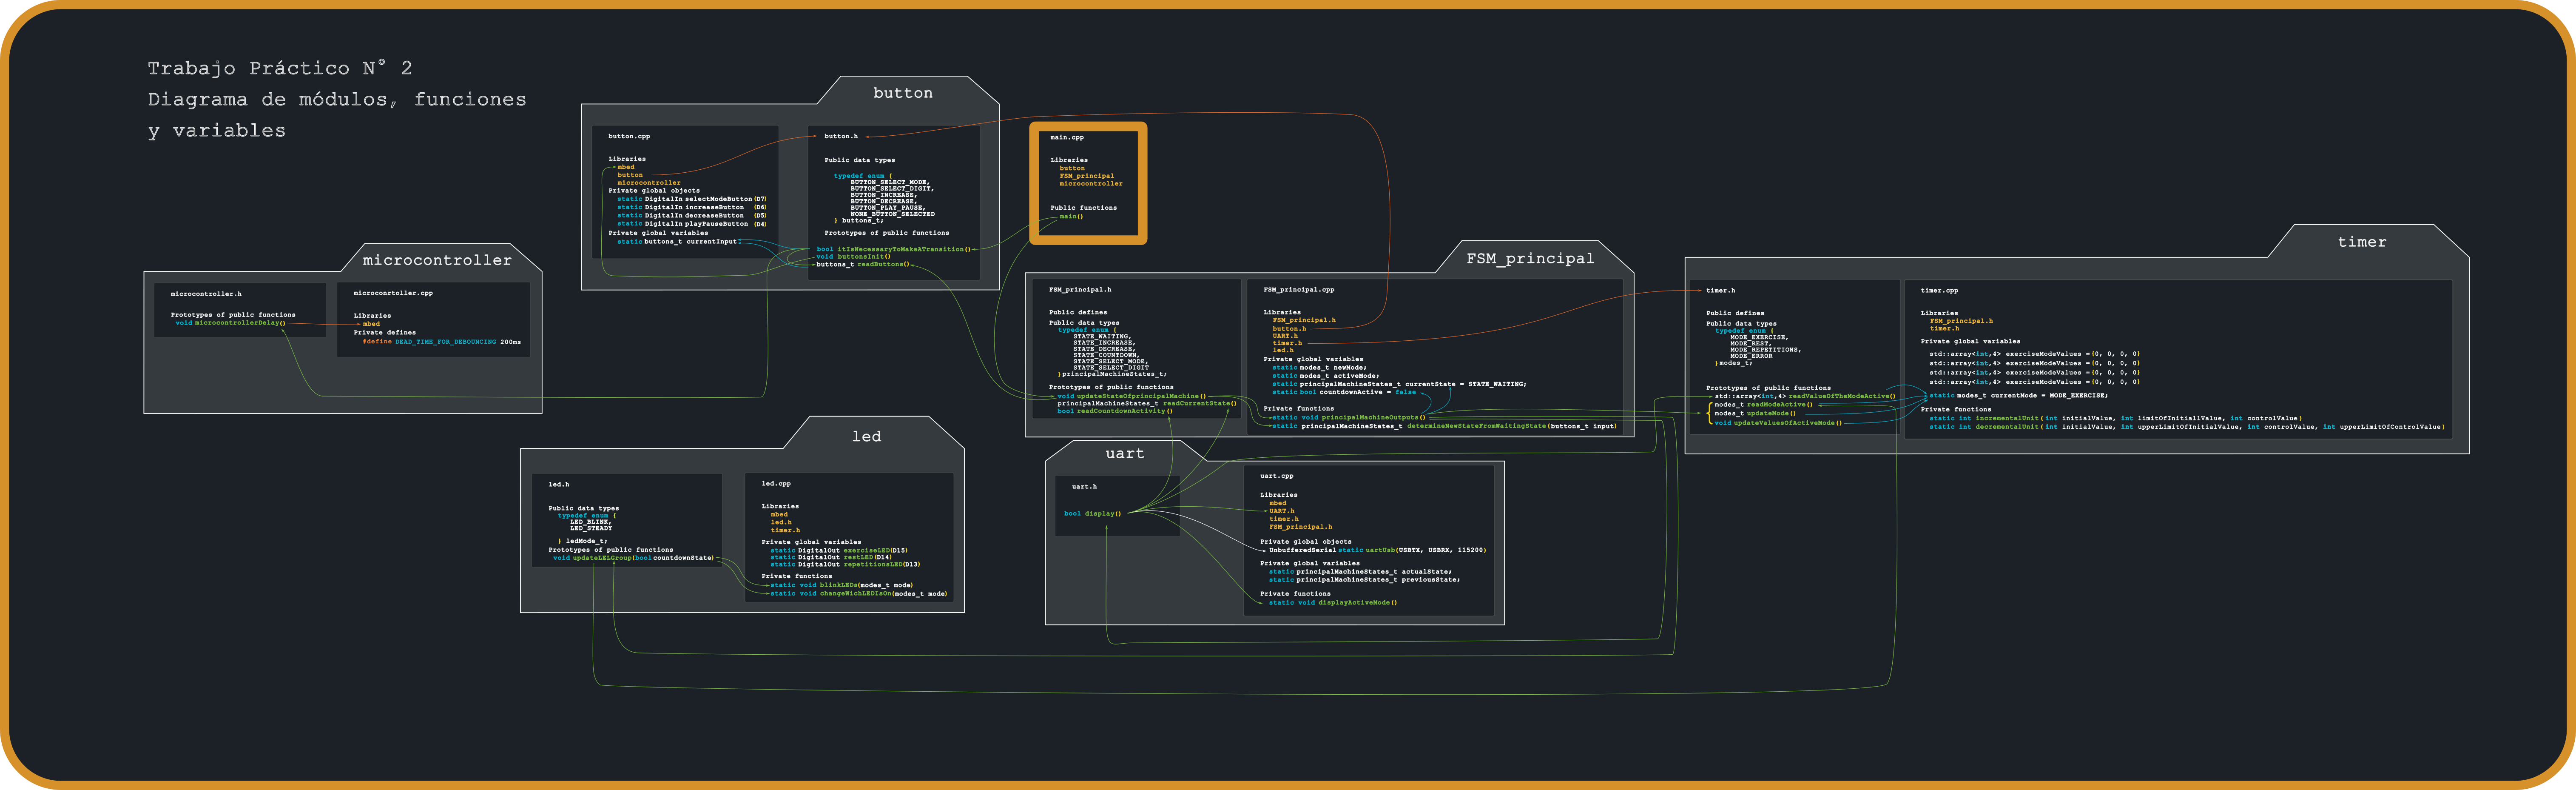 Trabajo Práctico N° 2
Diagrama de módulos, funciones
y variables
button
button.cpp
Libraries
mbed
button
microcontroller
Private global objects
static DigitalIn selectModeButton(D7)
static DigitalIn increaseButton (D6)
static DigitalIn decreaseButton (D5)
static DigitalIn playPauseButton (D4)
Private global variables
static buttons_t currentInput
button.h
Public data types
typedef enum {
BUTTON_SELECT_MODE,
BUTTON_SELECT_DIGIT,
BUTTON_INCREASE,
BUTTON_DECREASE,
BUTTON_PLAY_PAUSE,
NONE_BUTTON_SELECTED
} buttons_t;
Prototypes of public functions
bool itIsNecessaryToMakeATransition()
void buttonsInit()
buttons_t readButtons()
main.cpp
Libraries
button
FSM_principal
microcontroller
Public functions
main()
microcontroller
microcontroller.h
Prototypes of public functions
void microcontrollerDelay()
microconrtoller.cpp
Libraries
mbed
Private defines
#define DEAD_TIME_FOR_DEBOUNCING 200ms
FSM_principal
FSM_principal.h
Public defines
Public data types
typedef enum {
STATE_WAITING,
STATE_INCREASE,
STATE_DECREASE,
STATE_COUNTDOWN,
STATE_SELECT_MODE,
STATE_SELECT_DIGIT
}principalMachineStates_t;
Prototypes of public functions
void updateStateOfprincipalMachine()
principalMachineStates_t readCurrentState()
bool readCountdownActivity()
FSM_principal.cpp
Libraries
FSM_principal.h
button.h
UART.h
timer.h
led.h
Private global variables
static modes_t newMode;
static modes_t activeMode;
static principalMachineStates_t currentState = STATE_WAITING;
static bool countdownActive = false
Private functions
static void principalMachineOutputs()
static principalMachineStates_t determineNewStateFromWaitingState(buttons_t input)
timer
timer.h
Public defines
Public data types
typedef enum {
MODE_EXERCISE,
MODE_REST,
MODE_REPETITIONS,
MODE_ERROR
}modes_t;
Prototypes of public functions
std::array<int,4> readValueOfTheModeActive()
modes_t readModeActive()
modes_t updateMode()
void updateValuesOfActiveMode()
timer.cpp
Libraries
FSM_principal.h
timer.h
Private global variables
std::array<int,4> exerciseModeValues ={0, 0, 0, 0}
std::array<int,4> exerciseModeValues ={0, 0, 0, 0}
std::array<int,4> exerciseModeValues ={0, 0, 0, 0}
std::array<int,4> exerciseModeValues ={0, 0, 0, 0}
static modes_t currentMode = MODE_EXERCISE;
Private functions
static int incrementalUnit(int initialValue, int limitOfInitiallValue, int controlValue)
static int decrementalUnit(int initialValue, int upperLimitOfInitialValue, int controlValue, int upperLimitOfControlValue)
led
led.h
Public data types
typedef enum {
LED_BLINK,
LED_STEADY
} ledMode_t;
Prototypes of public functions
void updateLELGroup(bool countdownState)
led.cpp
Libraries
mbed
led.h
timer.h
Private global variables
static DigitalOut exerciseLED(D15)
static DigitalOut restLED(D14)
static DigitalOut repetitionsLED(D13)
Private functions
static void blinkLEDs(modes_t mode)
static void changeWichLEDIsOn(modes_t mode)
uart
uart.h
bool display()
uart.cpp
Libraries
mbed
UART.h
timer.h
FSM_principal.h
Private global objects
UnbufferedSerial static uartUsb(USBTX, USBRX, 115200)
Private global variables
static principalMachineStates_t actualState;
static principalMachineStates_t previousState;
Private functions
static void displayActiveMode()